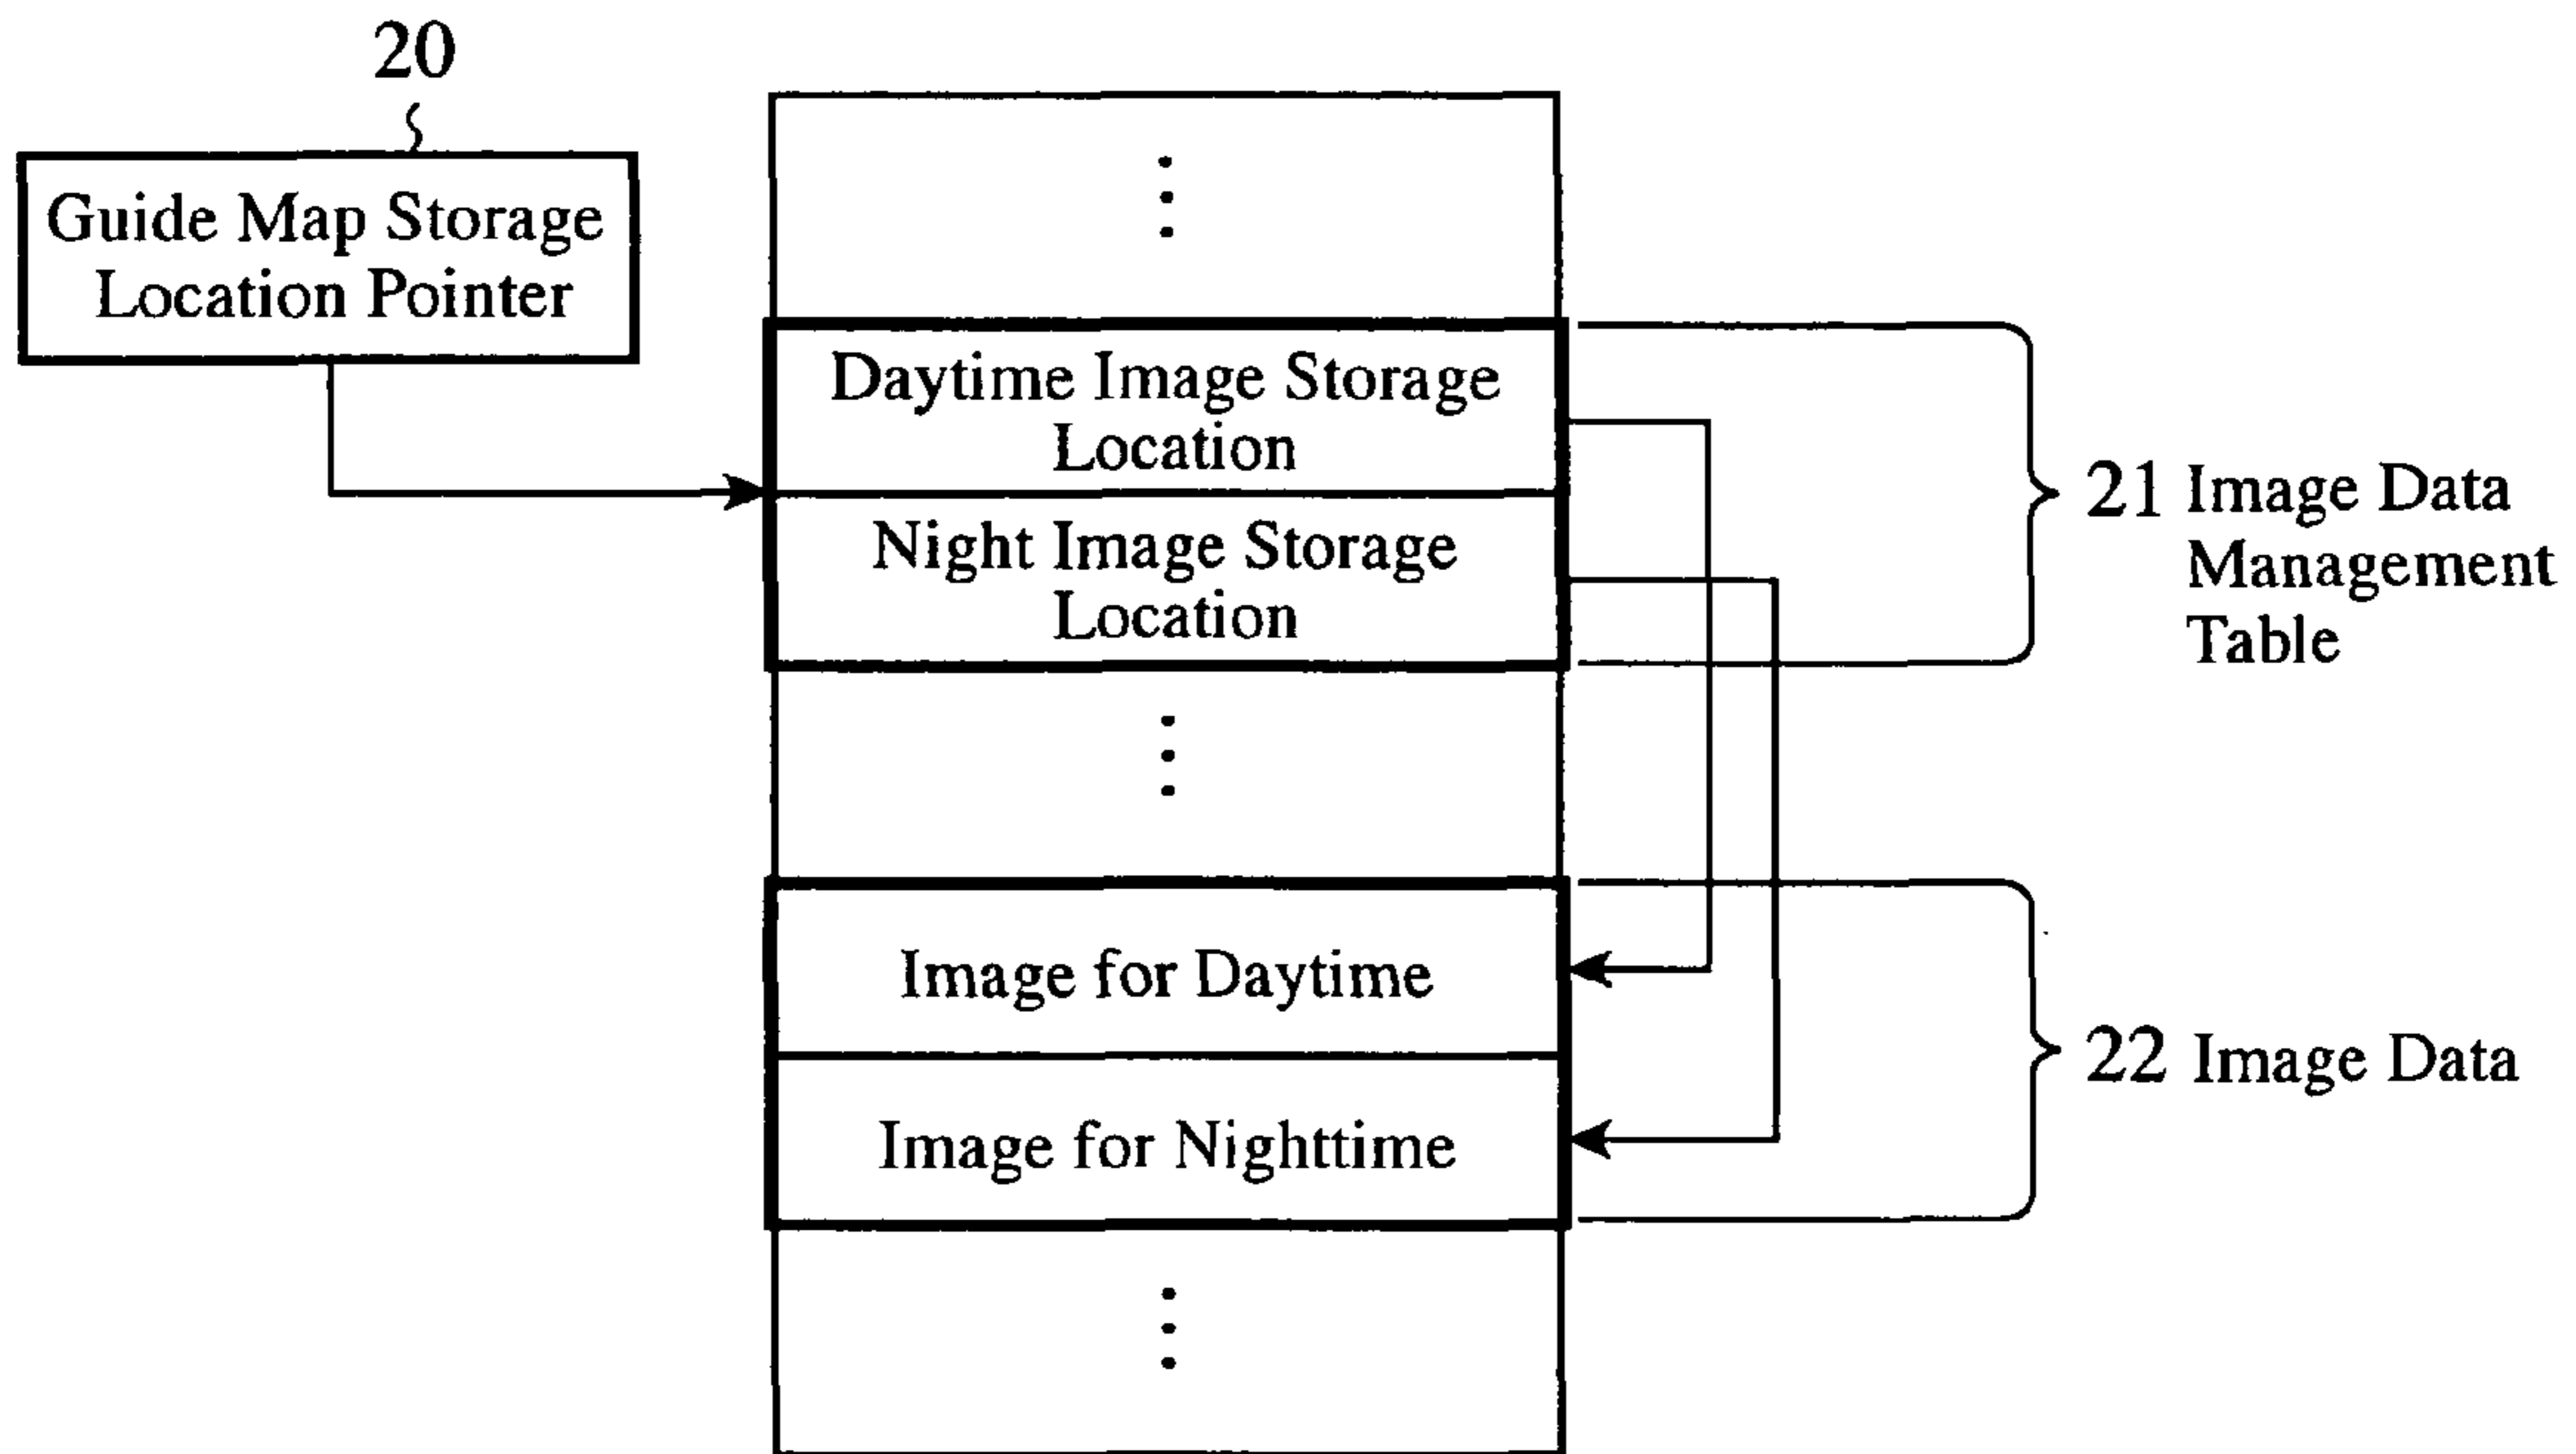 20
Guide Map Storage
Location Pointer
Daytime Image Storage
Location
Night Image Storage
Location
21 Image Data
Management
Table
Image for Daytime
Image for Nighttime
22 Image Data